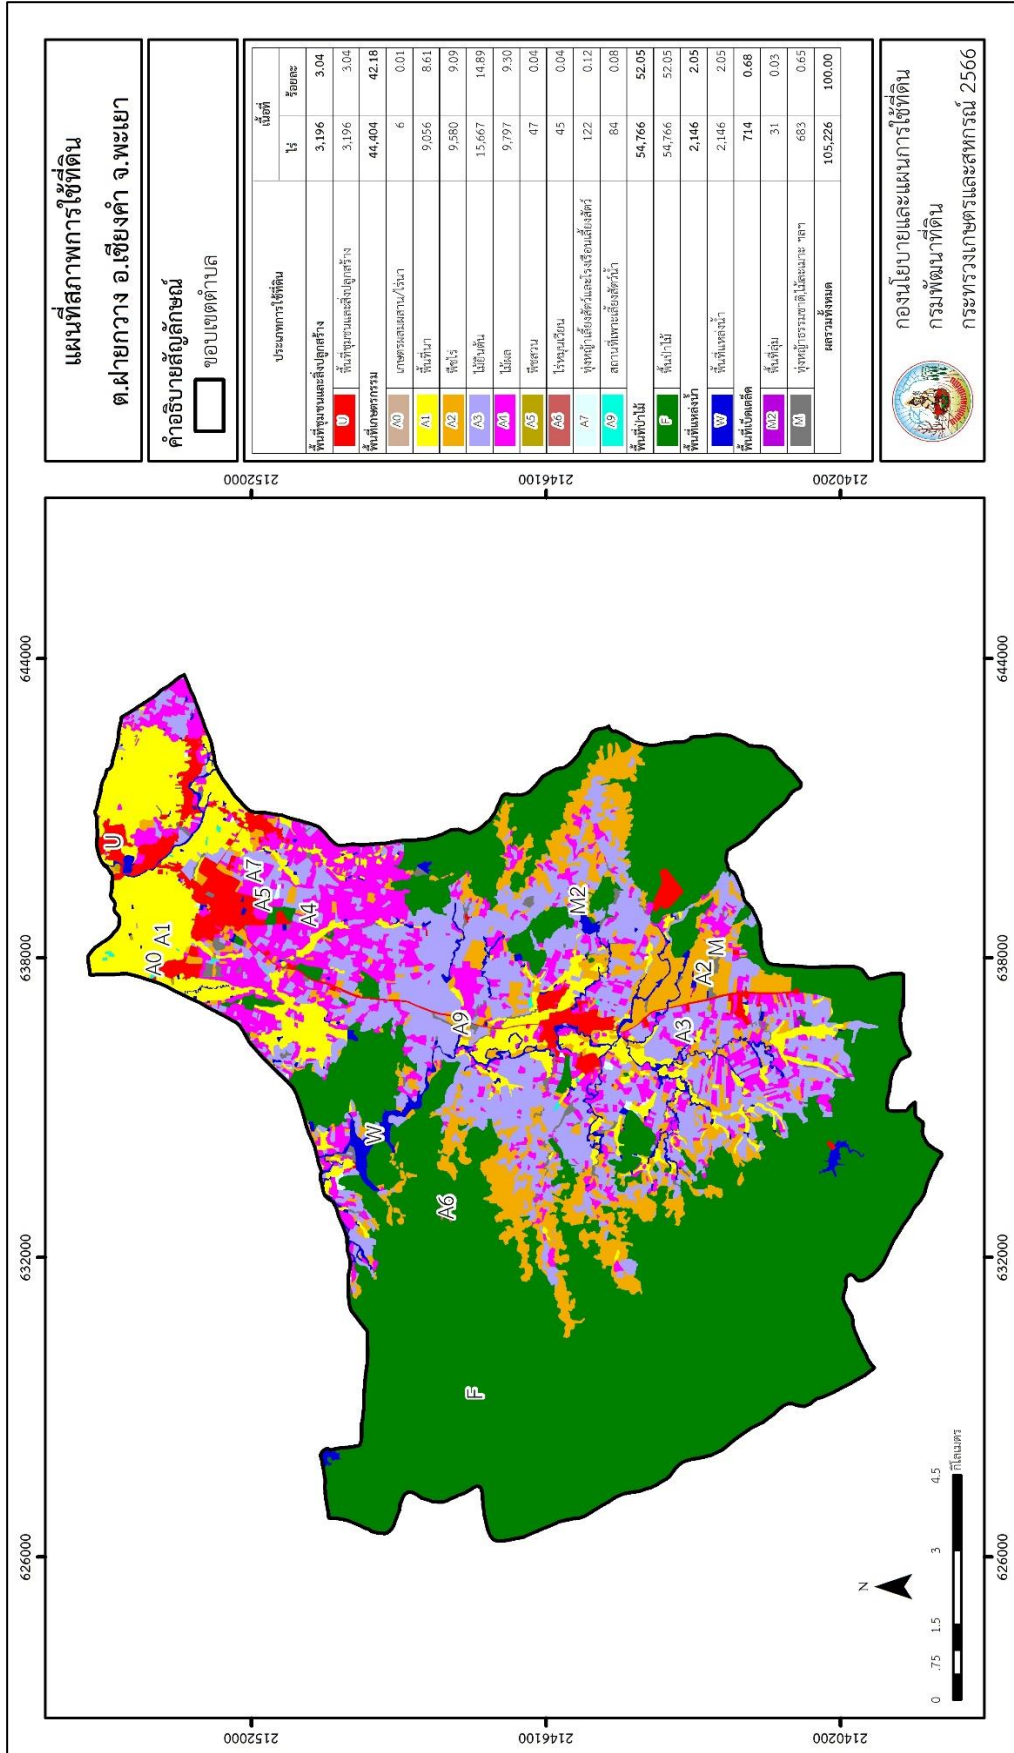 แผนที่สภาพการใช้ที่ดิน
ต.ฝายกวาง อ.เชียงคำ จ.พะเยา
คำอธิบายสัญลักษณ์
ขอบเขตตำบล
ประเภทการใช้ที่ดิน เนื้อที่
ไร่ ร้อยละ
พื้นที่ชุมชนและสิ่งปลูกสร้าง 3,196 3.04
U พื้นที่ชุมชนและสิ่งปลูกสร้าง 3,196 3.04
พื้นที่เกษตรกรรม 44,404 42.18
A0 เกษตรผสมผสาน/ไร่นา 6 0.01
A1 พื้นที่นา 9,056 8.61
A2 พืชไร่ 9,580 9.09
A3 ไม้ยืนต้น 15,667 14.89
A4 ไม้ผล 9,797 9.30
A5 พืชสวน 47 0.04
A6 ไร่หมุนเวียน 45 0.04
A7 ทุ่งหญ้าเลี้ยงสัตว์และโรงเรือนเลี้ยงสัตว์ 122 0.12
A9 สถานที่เพาะเลี้ยงสัตว์น้ำ 84 0.08
พื้นที่ป่าไม้ 54,766 52.05
F พื้นป่าไม้ 54,766 52.05
พื้นที่แหล่งน้ำ 2,146 2.05
W พื้นที่แหล่งน้ำ 2,146 2.05
พื้นที่เบ็ดเตล็ด 714 0.68
M2 พื้นที่ลุ่ม 31 0.03
M ทุ่งหญ้าธรรมชาติ,ไม้ละเมาะ ฯลฯ 683 0.65
ผลรวมทั้งหมด 105,226 100.00
กองนโยบายและแผนการใช้ที่ดิน
กรมพัฒนาที่ดิน
กระทรวงเกษตรและสหกรณ์ 2566
2152000
2146100
2140200
644000
638000
632000
626000
U
A1
A0
A7
A5
A4
M2
M
A2
A3
A9
W
A6
F
644000
638000
632000
626000
2152000
2146100
2140200
N
0 .75 1.5 3 4.5
กิโลเมตร